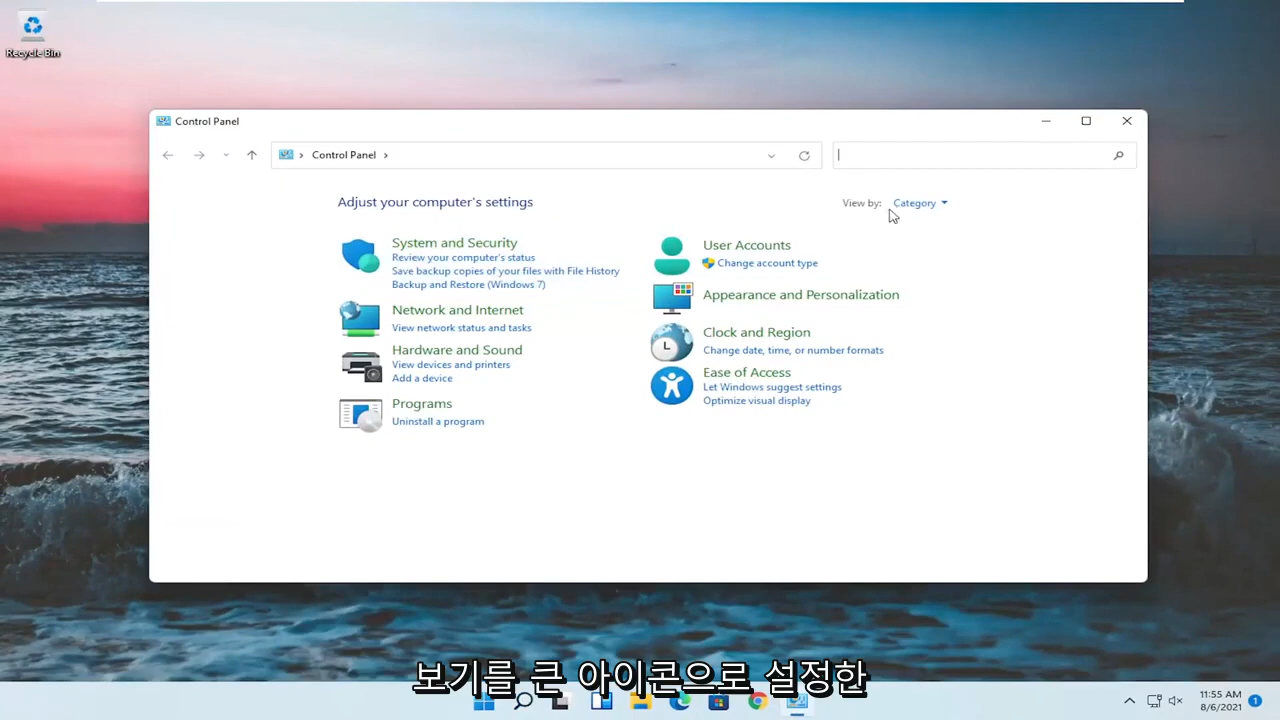 Recycle Bin
Control Panel
Control Panel
Adjust your computer's settings
View by: Category
System and Security
Review your computer's status
Save backup copies of your files with File History
Backup and Restore (Windows 7)
Network and Internet
View network status and tasks
Hardware and Sound
View devices and printers
Add a device
Programs
Uninstall a program
User Accounts
Change account type
Appearance and Personalization
Clock and Region
Change date, time, or number formats
Ease of Access
Let Windows suggest settings
Optimize visual display
보기를 큰 아이콘으로 설정한
11:55 AM
8/6/2021
1